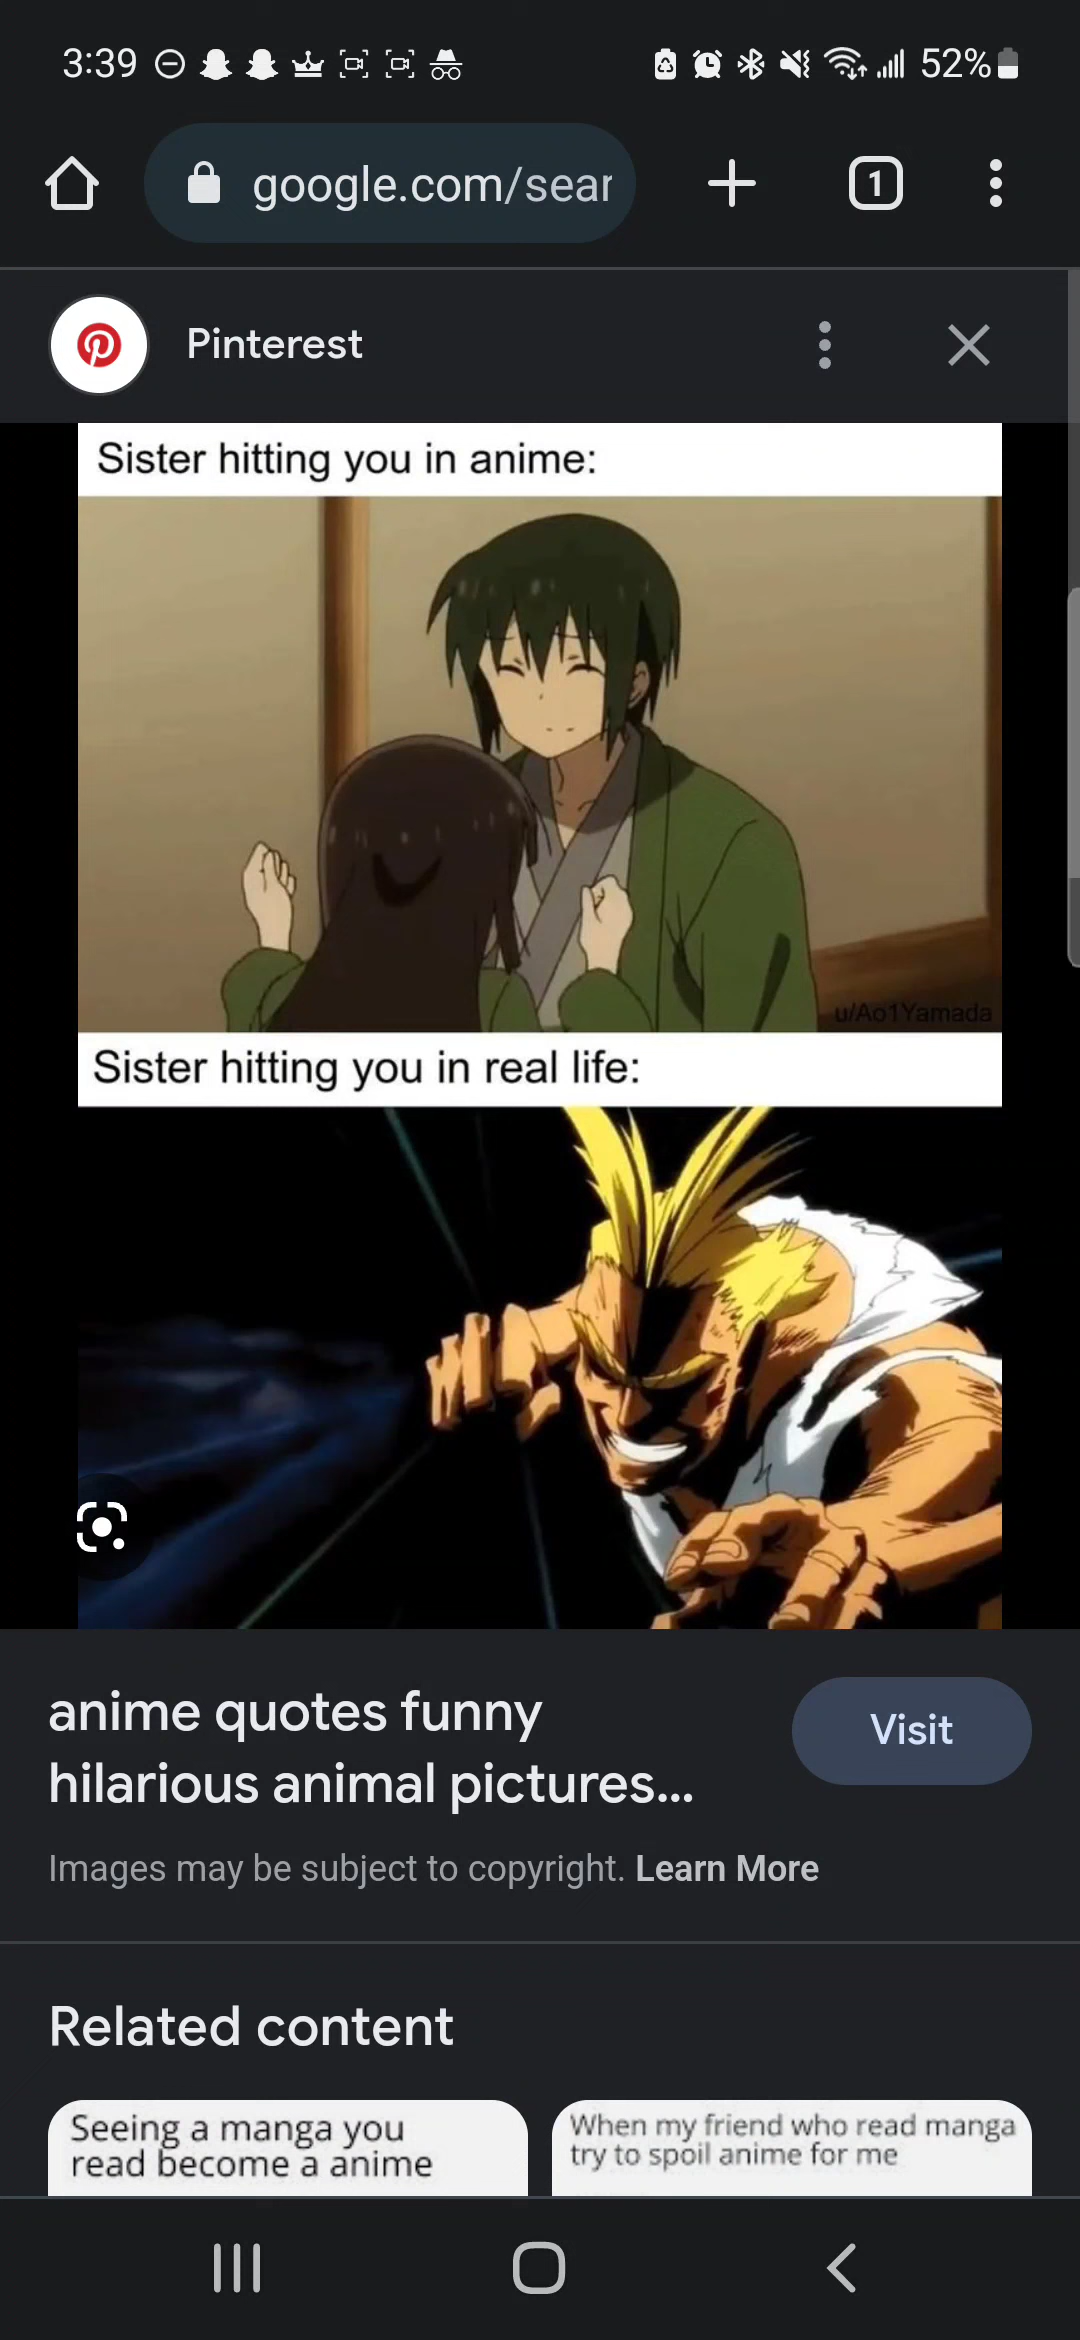 3:39
52%
google.com/sear
1
Pinterest
Sister hitting you in anime:
u/Ao1Yamada
Sister hitting you in real life:
anime quotes funny
hilarious animal pictures...
Visit
Images may be subject to copyright. Learn More
Related content
Seeing a manga you
read become a anime
When my friend who read manga
try to spoil anime for me